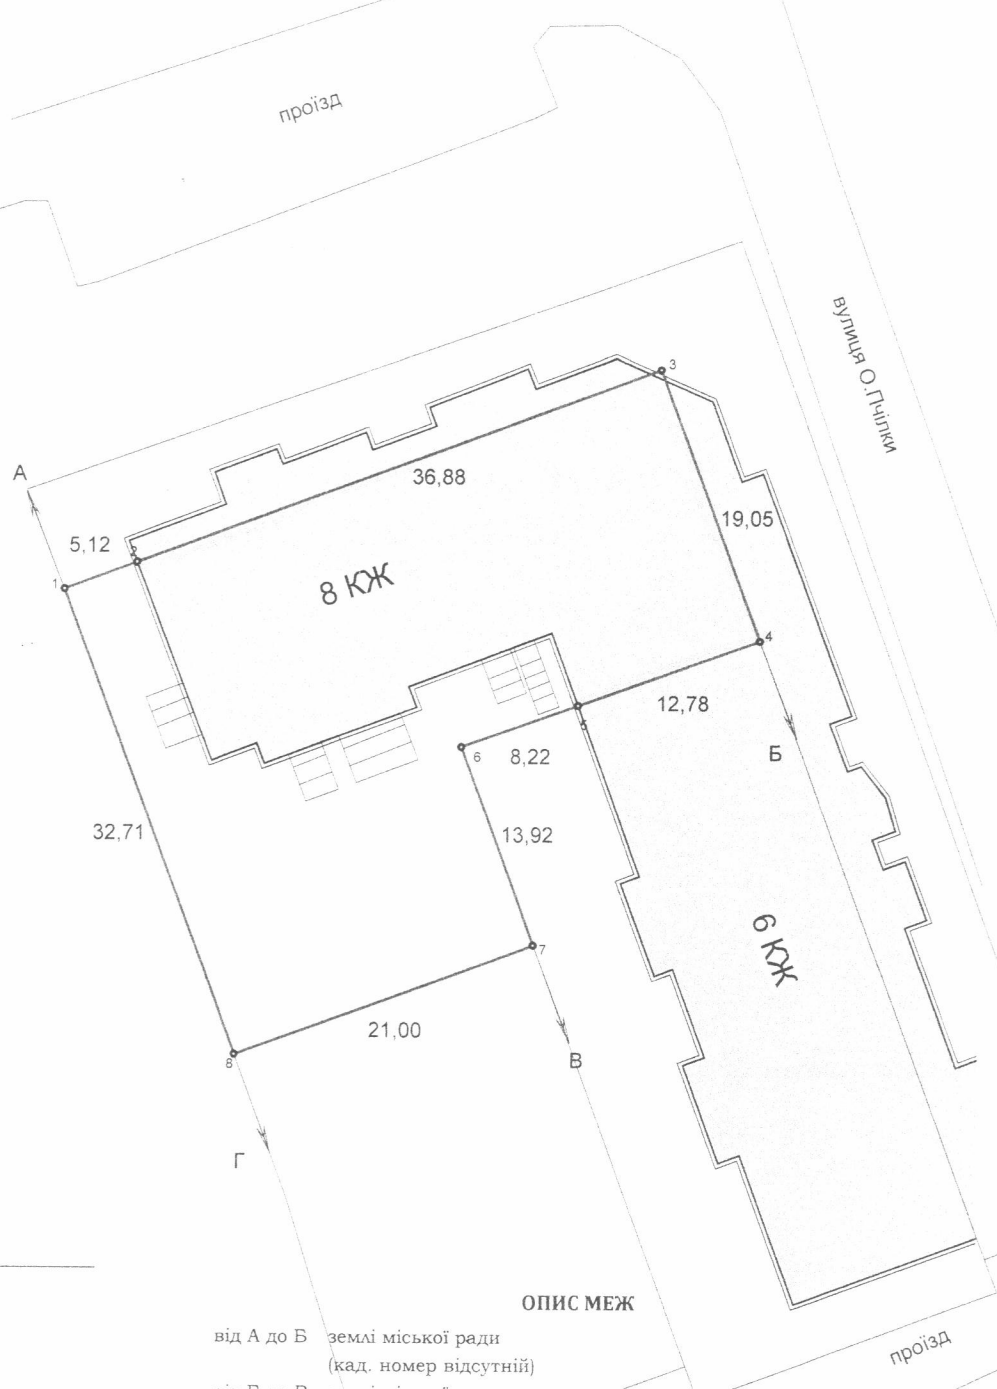 проїзд
вулиця О.Пчілки
3
А
36,88
19,05
5,12
2
1
8 КЖ
4
12,78
5
Б
6
8,22
32,71
13,92
6 КЖ
7
21,00
8
В
Г
ОПИС МЕЖ
від А до Б землі міської ради
(кад. номер відсутній)
проїзд